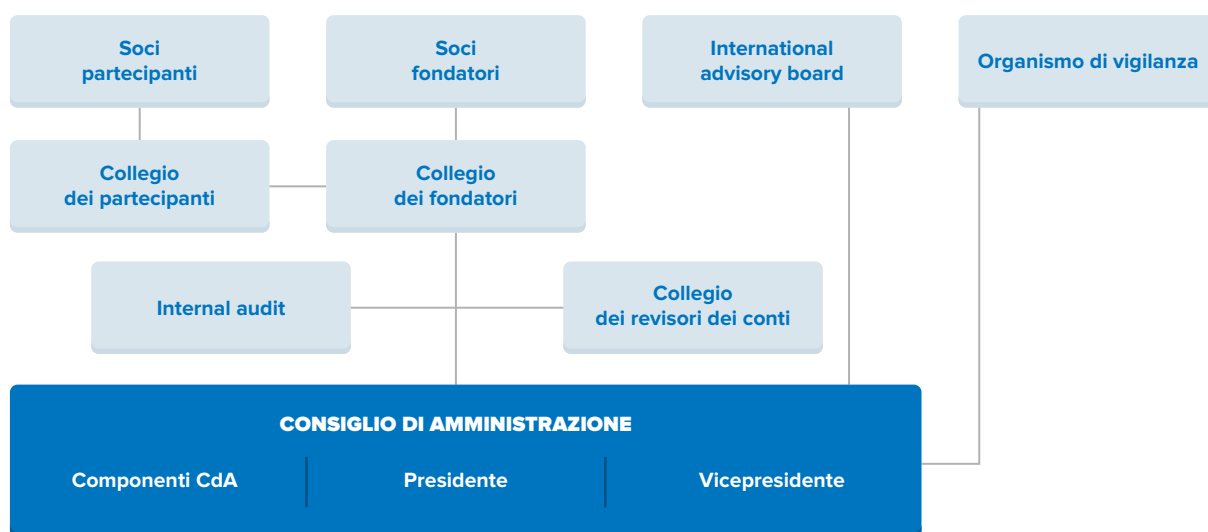 Soci
partecipanti
Soci
fondatori
International
advisory board
Organismo di vigilanza
Collegio
dei partecipanti
Collegio
dei fondatori
Internal audit
Collegio
dei revisori dei conti
CONSIGLIO DI AMMINISTRAZIONE
Componenti CdA
Presidente
Vicepresidente